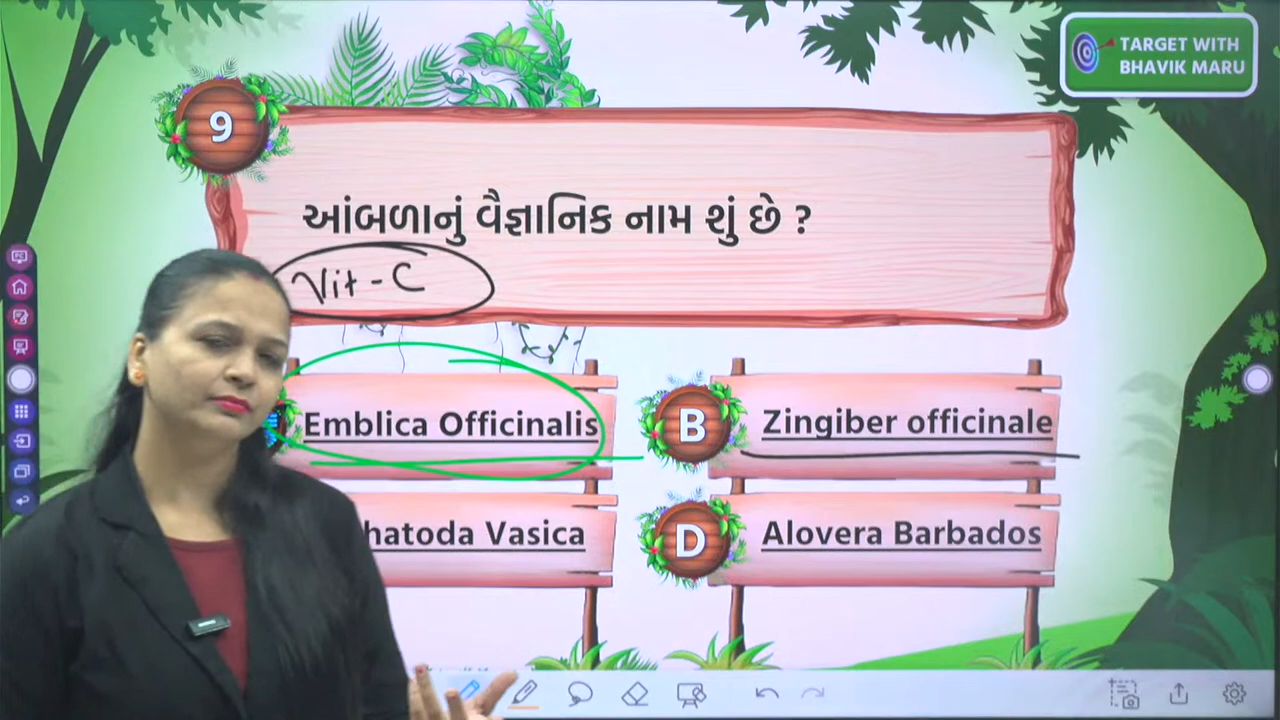 TARGET WITH
BHAVIK MARU
9
આંબળાનું વૈજ્ઞાનિક નામ શું છે ?
Vit - C
Emblica Officinalis
B Zingiber officinale
hatoda Vasica
D Alovera Barbados